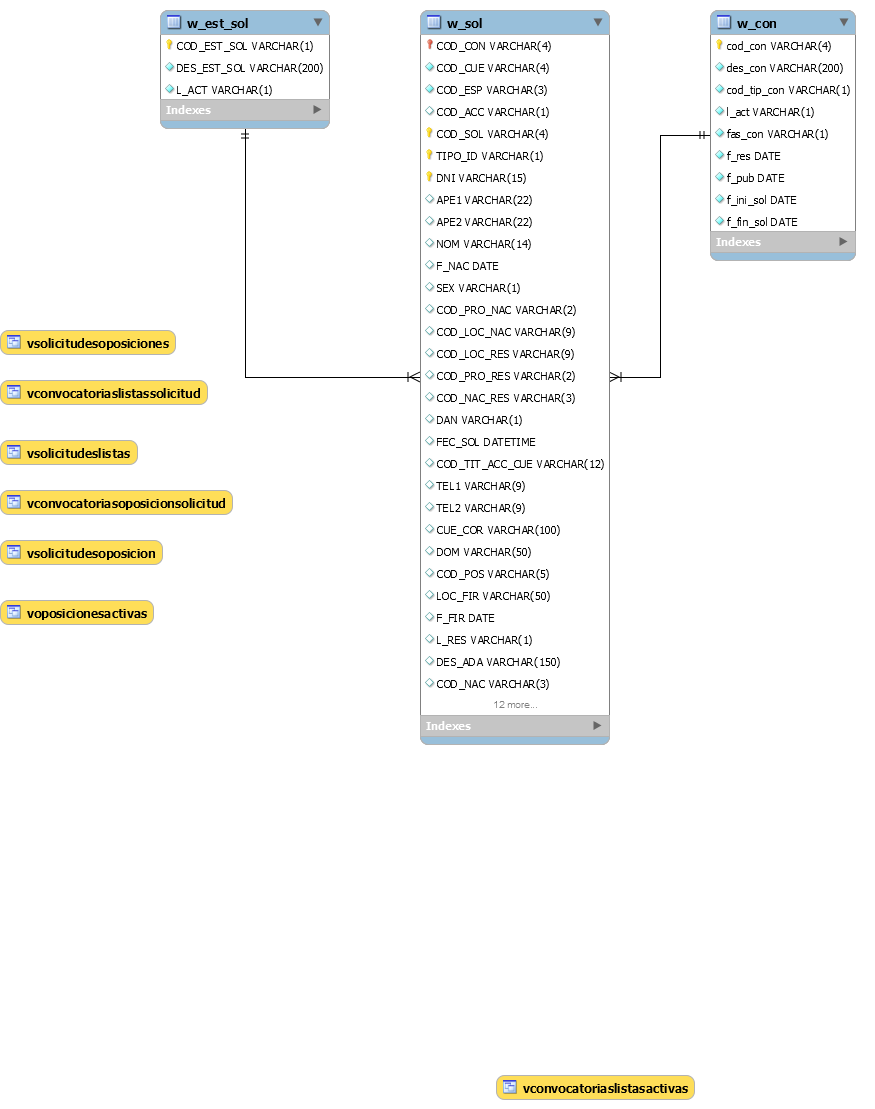 w_est_sol
COD_EST_SOL VARCHAR(1)
DES_EST_SOL VARCHAR(200)
L_ACT VARCHAR(1)
Indexes
w_sol
COD_CON VARCHAR(4)
COD_CUE VARCHAR(4)
COD_ESP VARCHAR(3)
COD_ACC VARCHAR(1)
COD_SOL VARCHAR(4)
TIPO_ID VARCHAR(1)
DNI VARCHAR(15)
APE1 VARCHAR(22)
APE2 VARCHAR(22)
NOM VARCHAR(14)
F_NAC DATE
SEX VARCHAR(1)
COD_PRO_NAC VARCHAR(2)
COD_LOC_NAC VARCHAR(9)
COD_LOC_RES VARCHAR(9)
COD_PRO_RES VARCHAR(2)
COD_NAC_RES VARCHAR(3)
DAN VARCHAR(1)
FEC_SOL DATETIME
COD_TIT_ACC_CUE VARCHAR(12)
TEL1 VARCHAR(9)
TEL2 VARCHAR(9)
CUE_COR VARCHAR(100)
DOM VARCHAR(50)
COD_POS VARCHAR(5)
LOC_FIR VARCHAR(50)
F_FIR DATE
L_RES VARCHAR(1)
DES_ADA VARCHAR(150)
COD_NAC VARCHAR(3)
12 more...
Indexes
w_con
cod_con VARCHAR(4)
des_con VARCHAR(200)
cod_tip_con VARCHAR(1)
l_act VARCHAR(1)
fas_con VARCHAR(1)
f_res DATE
f_pub DATE
f_ini_sol DATE
f_fin_sol DATE
Indexes
vsolicitudesoposiciones
vconvocatoriaslistassolicitud
vsolicitudeslistas
vconvocatoriasoposicionsolicitud
vsolicitudesoposicion
voposicionesactivas
vconvocatoriaslistasactivas